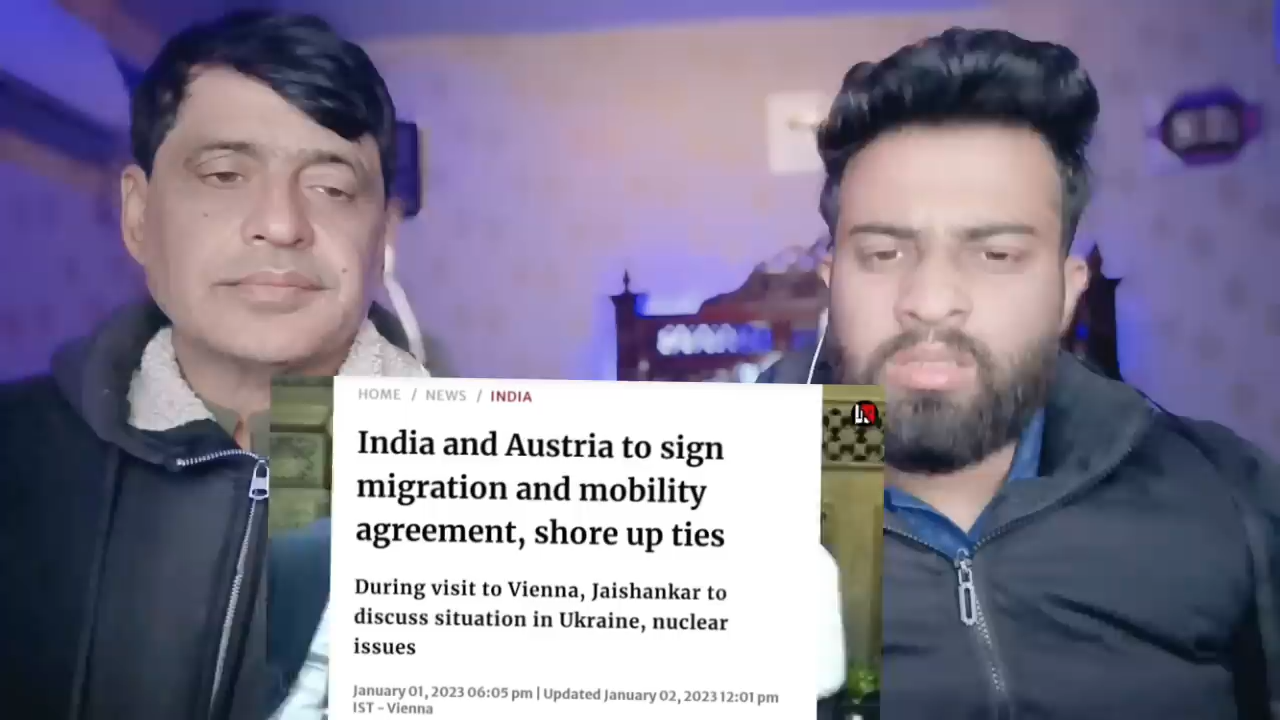 HOME / NEWS / INDIA
India and Austria to sign
migration and mobility
agreement, shore up ties
During visit to Vienna, Jaishankar to
discuss situation in Ukraine, nuclear
issues
January 01, 2023 06:05 pm | Updated January 02, 2023 12:01 pm
IST - Vienna